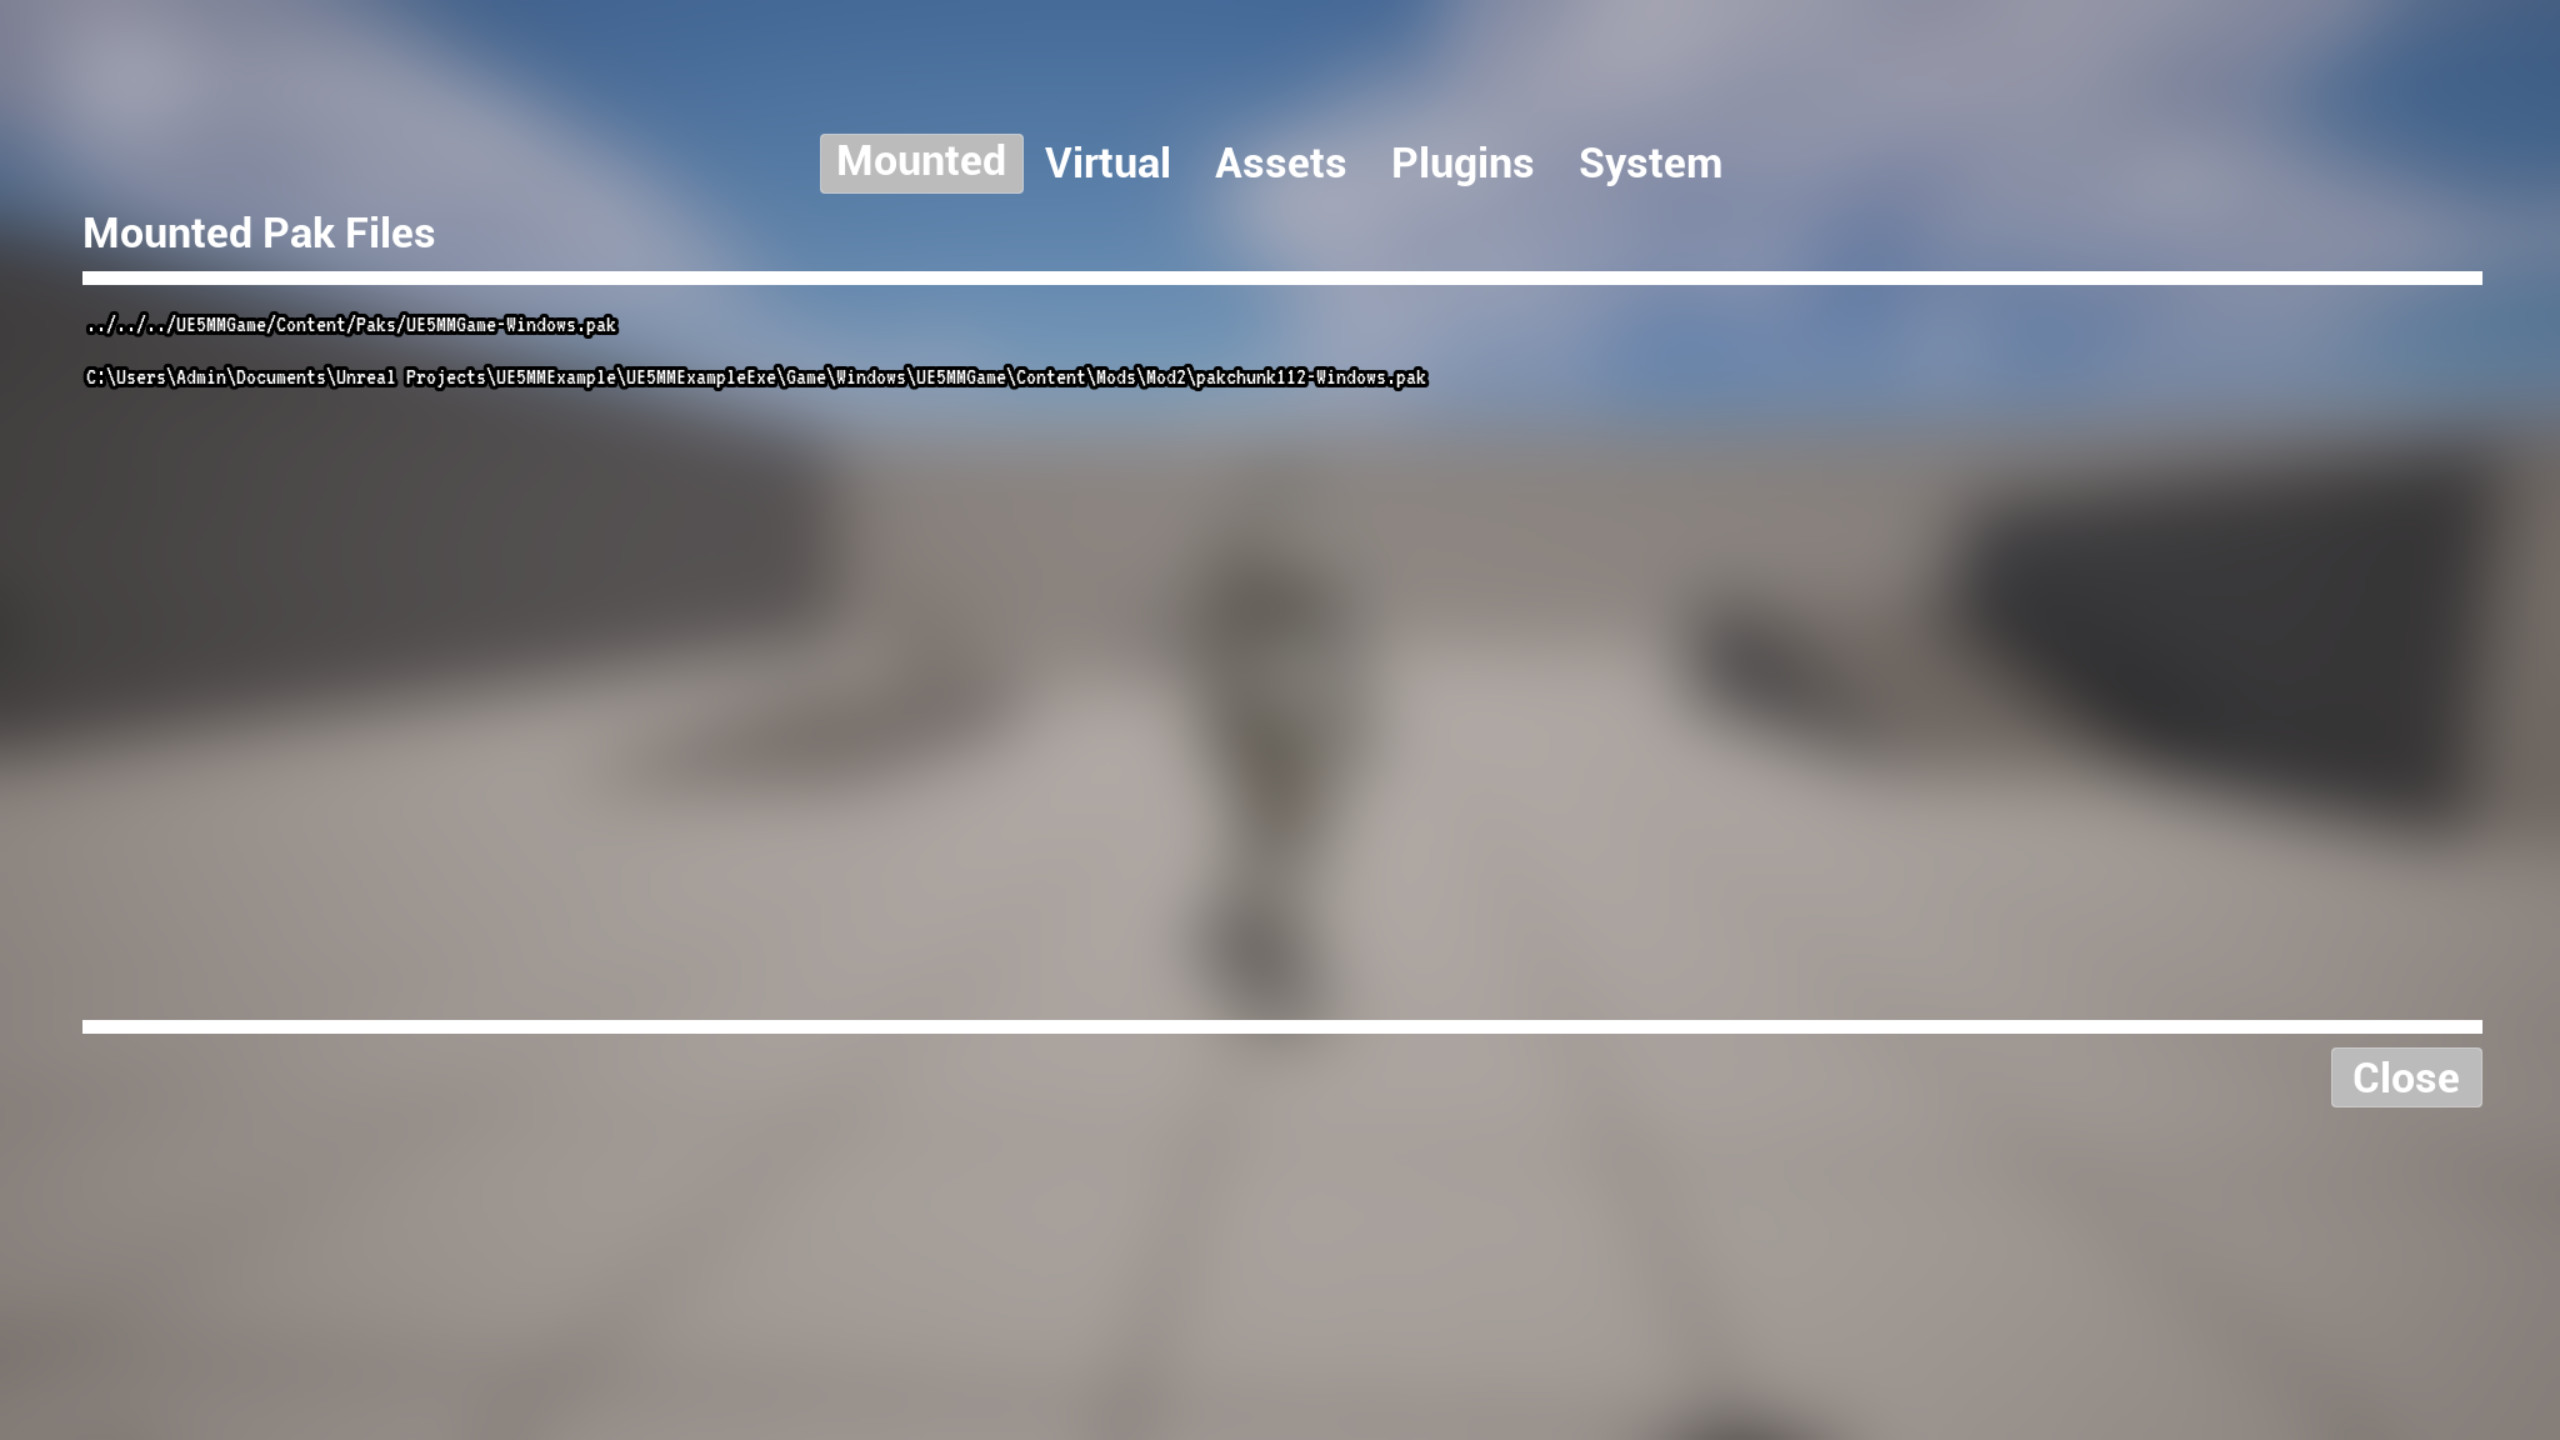 Mounted Virtual Assets Plugins System
Mounted Pak Files
../../../UE5MMGame/Content/Paks/UE5MMGame-Windows.pak
C:\Users\Admin\Documents\Unreal Projects\UE5MMExample\UE5MMExampleExe\Game\Windows\UE5MMGame\Content\Mods\Mod2\pakchunk112-Windows.pak
Close